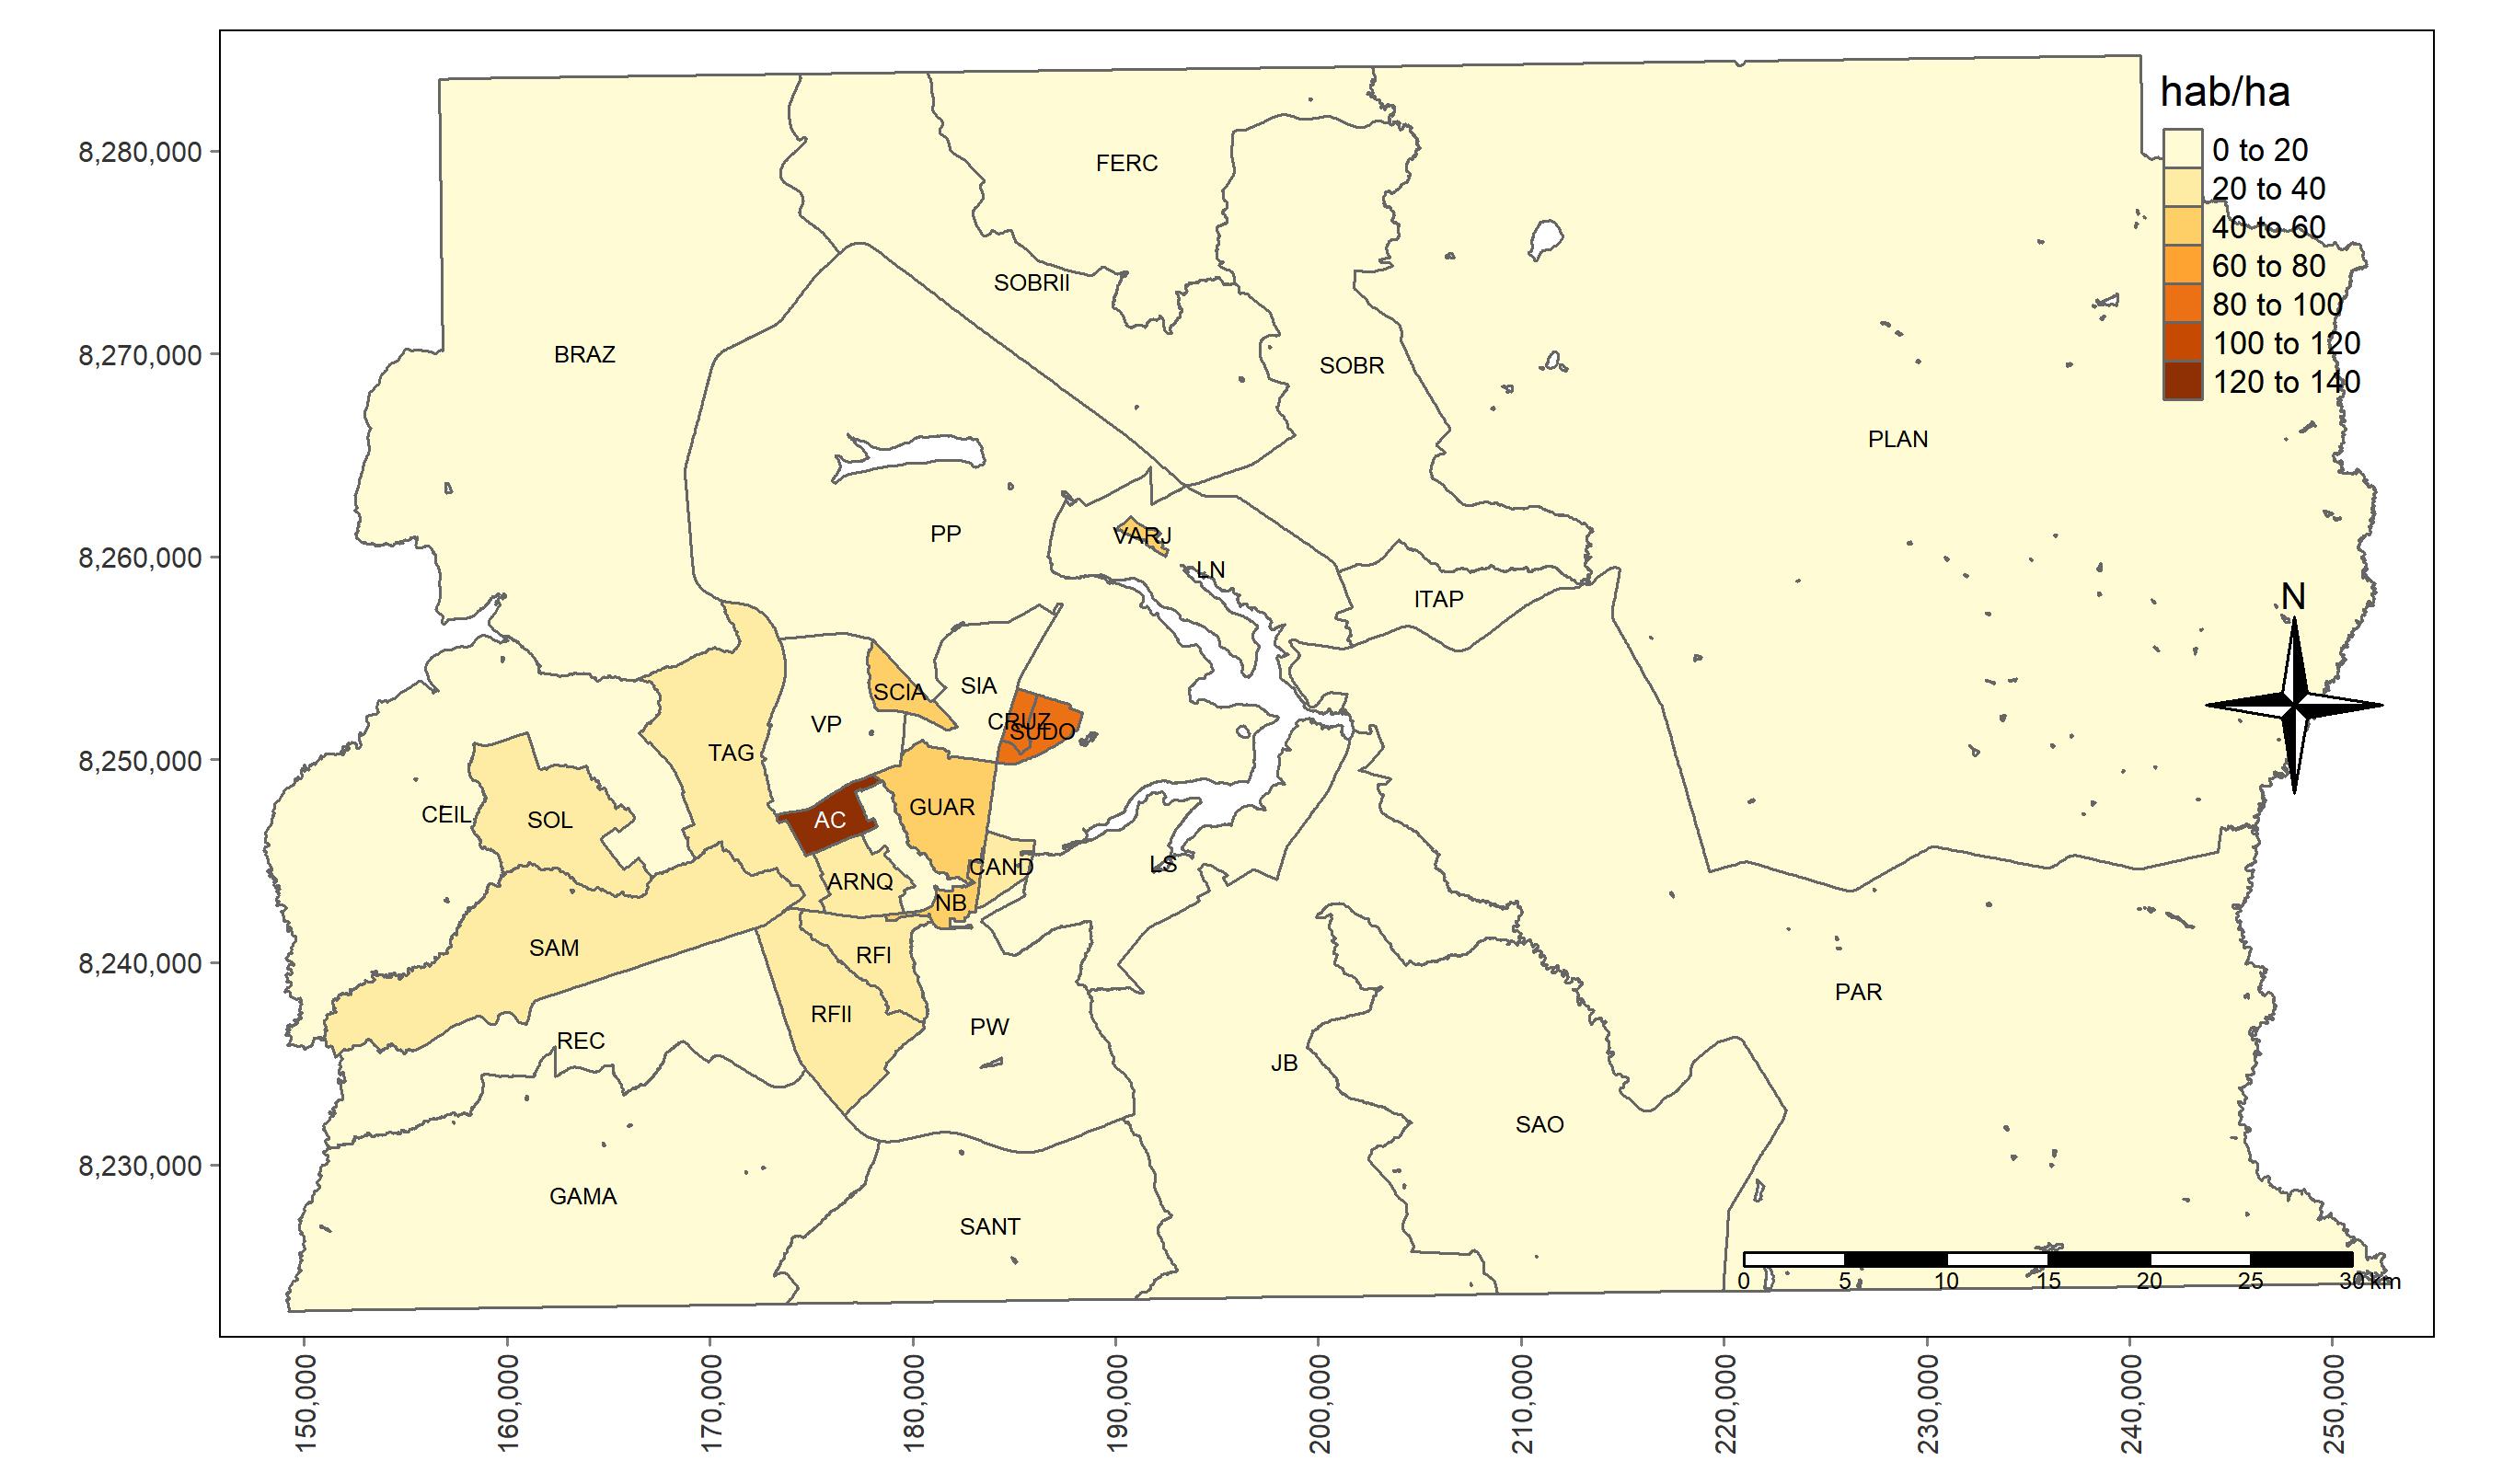 hab/ha
0 to 20
20 to 40
40 to 60
60 to 80
80 to 100
100 to 120
120 to 140
8,280,000
8,270,000
8,260,000
8,250,000
8,240,000
8,230,000
FERC
SOBRII
BRAZ
SOBR
PLAN
PP
VARJ
LN
ITAP
N
SCIA
SIA
VP
CRUZ
SUDO
TAG
CEIL
SOL
AC
GUAR
ARNQ
CAND
LS
NB
SAM
RFI
PAR
RFII
PW
REC
JB
SAO
GAMA
SANT
0 5 10 15 20 25 30 km
150,000
160,000
170,000
180,000
190,000
200,000
210,000
220,000
230,000
240,000
250,000